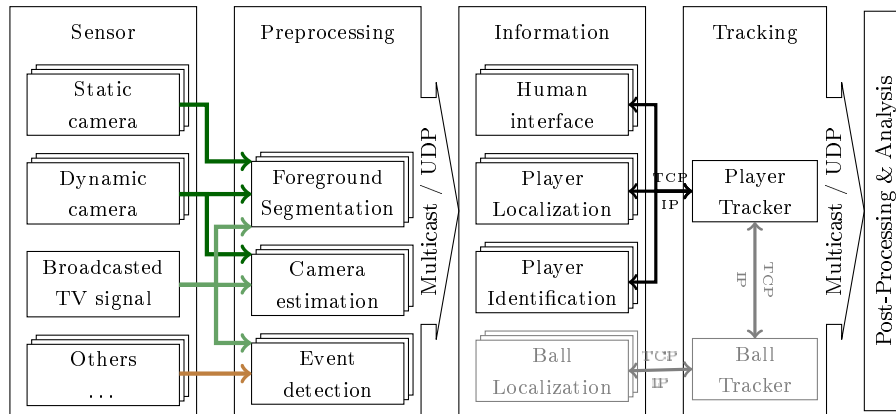 Sensor
Static
camera
Dynamic
camera
Broadcasted
TV signal
Others
...
Preprocessing
Foreground
Segmentation
Camera
estimation
Event
detection
Multicast / UDP
Information
Human
interface
Player
Localization
Player
Identification
Ball
Localization
TCP
IP
TCP
IP
Tracking
Player
Tracker
TCP
IP
Ball
Tracker
Multicast / UDP
Post-Processing & Analysis